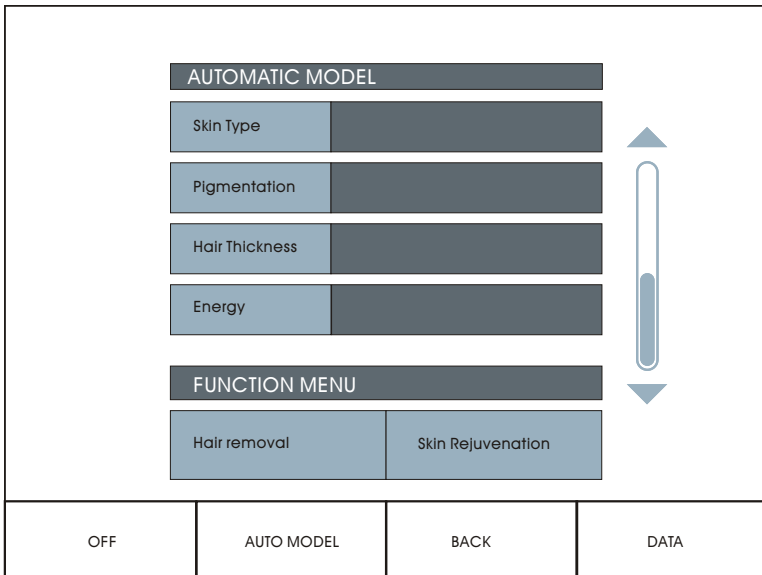 AUTOMATIC MODEL
Skin Type
Pigmentation
Hair Thickness
Energy
FUNCTION MENU
Hair removal
Skin Rejuvenation
OFF
AUTO MODEL
BACK
DATA